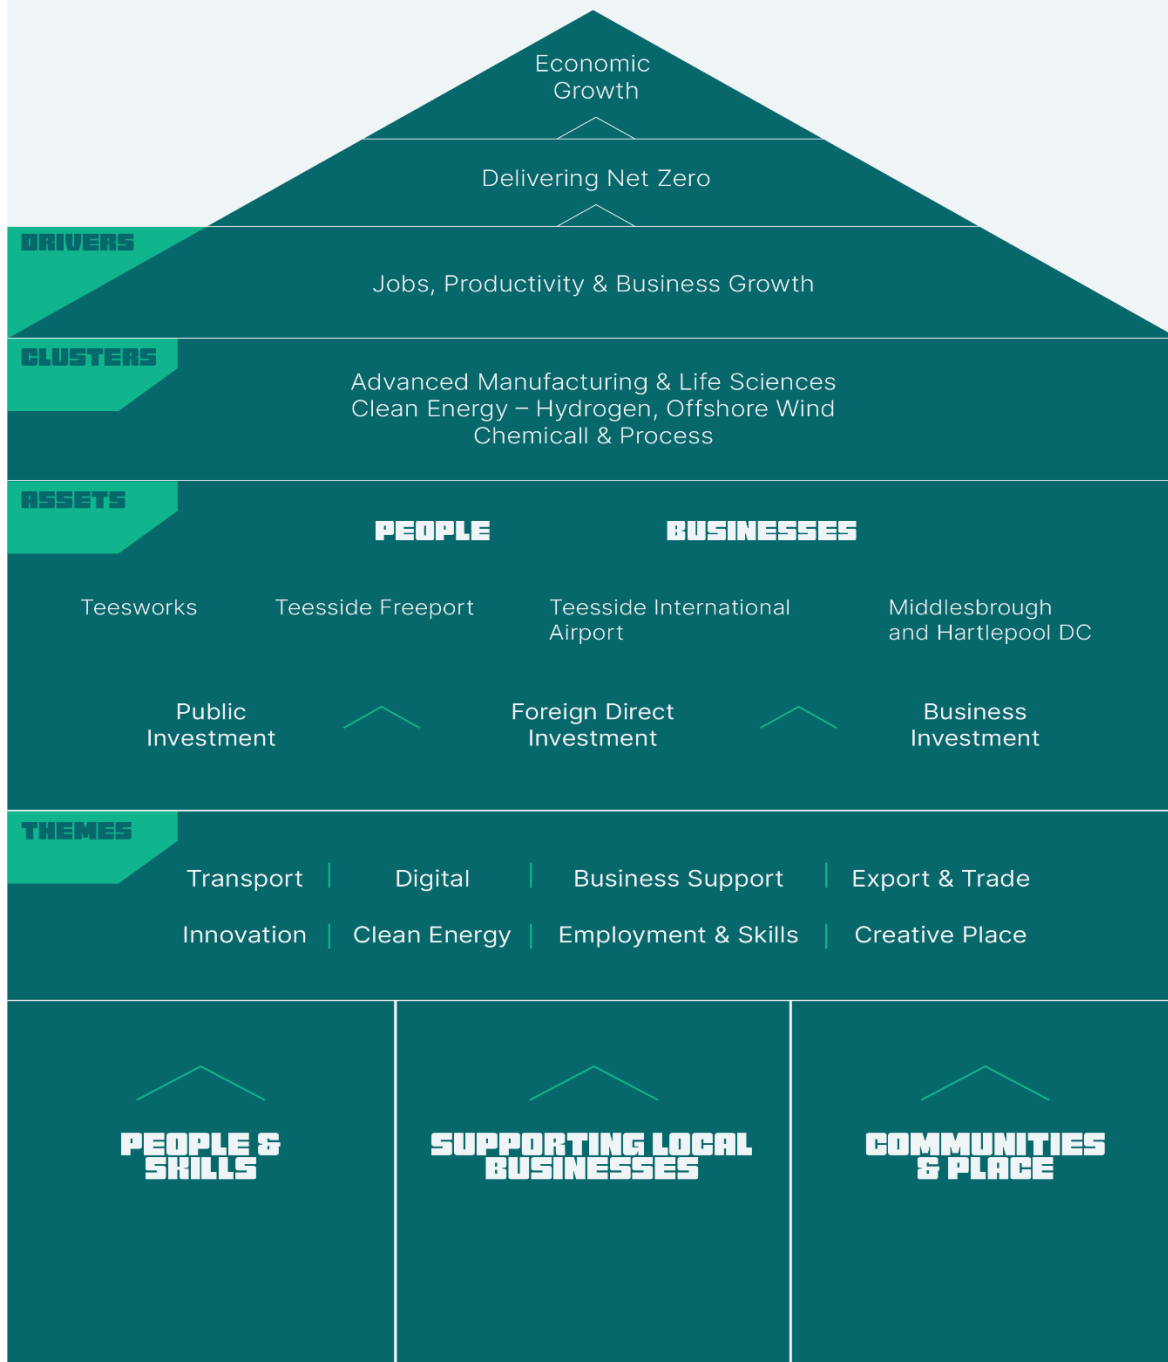 Economic
Growth
Delivering Net Zero
DRIVERS
Jobs, Productivity & Business Growth
CLUSTERS
Advanced Manufacturing & Life Sciences
Clean Energy – Hydrogen, Offshore Wind
Chemicall & Process
ASSETS
PEOPLE
BUSINESSES
Teesworks
Teesside Freeport
Teesside International
Airport
Middlesbrough
and Hartlepool DC
Public
Investment
Foreign Direct
Investment
Business
Investment
THEMES
Transport | Digital | Business Support | Export & Trade
Innovation | Clean Energy | Employment & Skills | Creative Place
PEOPLE &
SKILLS
SUPPORTING LOCAL
BUSINESSES
COMMUNITIES
& PLACE